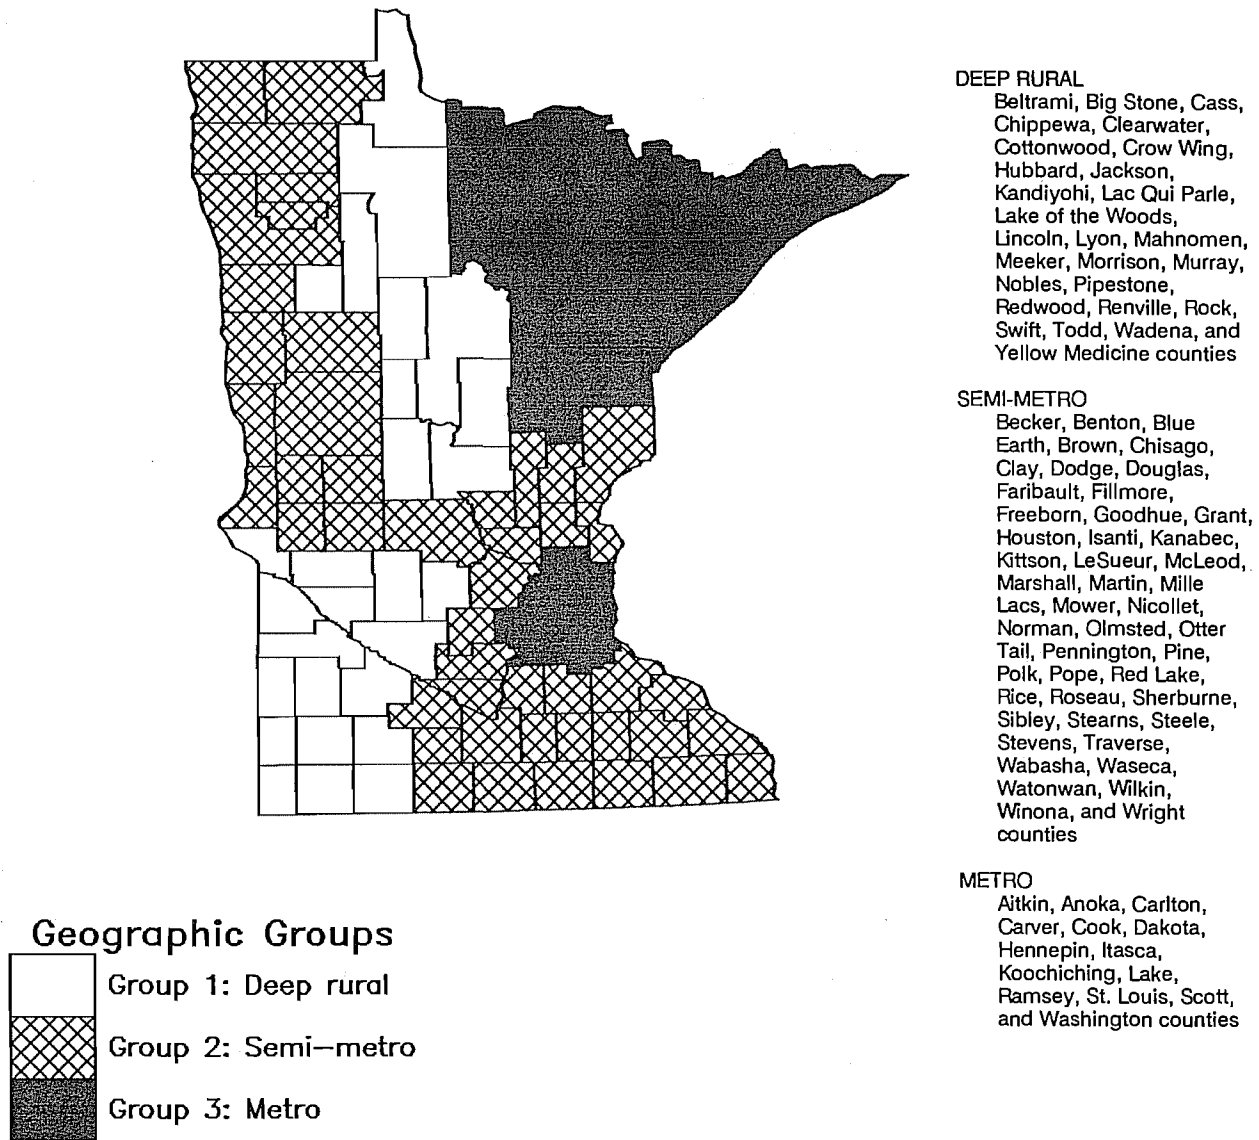 DEEP RURAL
Beltrami, Big Stone, Cass,
Chippewa, Clearwater,
Cottonwood, Crow Wing,
Hubbard, Jackson,
Kandiyohi, Lac Qui Parle,
Lake of the Woods,
Lincoln, Lyon, Mahnomen,
Meeker, Morrison, Murray,
Nobles, Pipestone,
Redwood, Renville, Rock,
Swift, Todd, Wadena, and
Yellow Medicine counties
SEMI-METRO
Becker, Benton, Blue
Earth, Brown, Chisago,
Clay, Dodge, Douglas,
Faribault, Fillmore,
Freeborn, Goodhue, Grant,
Houston, Isanti, Kanabec,
Kittson, LeSueur, McLeod,
Marshall, Martin, Mille
Lacs, Mower, Nicollet,
Norman, Olmsted, Otter
Tail, Pennington, Pine,
Polk, Pope, Red Lake,
Rice, Roseau, Sherburne,
Sibley, Stearns, Steele,
Stevens, Traverse,
Wabasha, Waseca,
Watonwan, Wilkin,
Winona, and Wright
counties
METRO
Aitkin, Anoka, Carlton,
Carver, Cook, Dakota,
Hennepin, Itasca,
Koochiching, Lake,
Ramsey, St. Louis, Scott,
and Washington counties
Geographic Groups
Group 1: Deep rural
Group 2: Semi-metro
Group 3: Metro